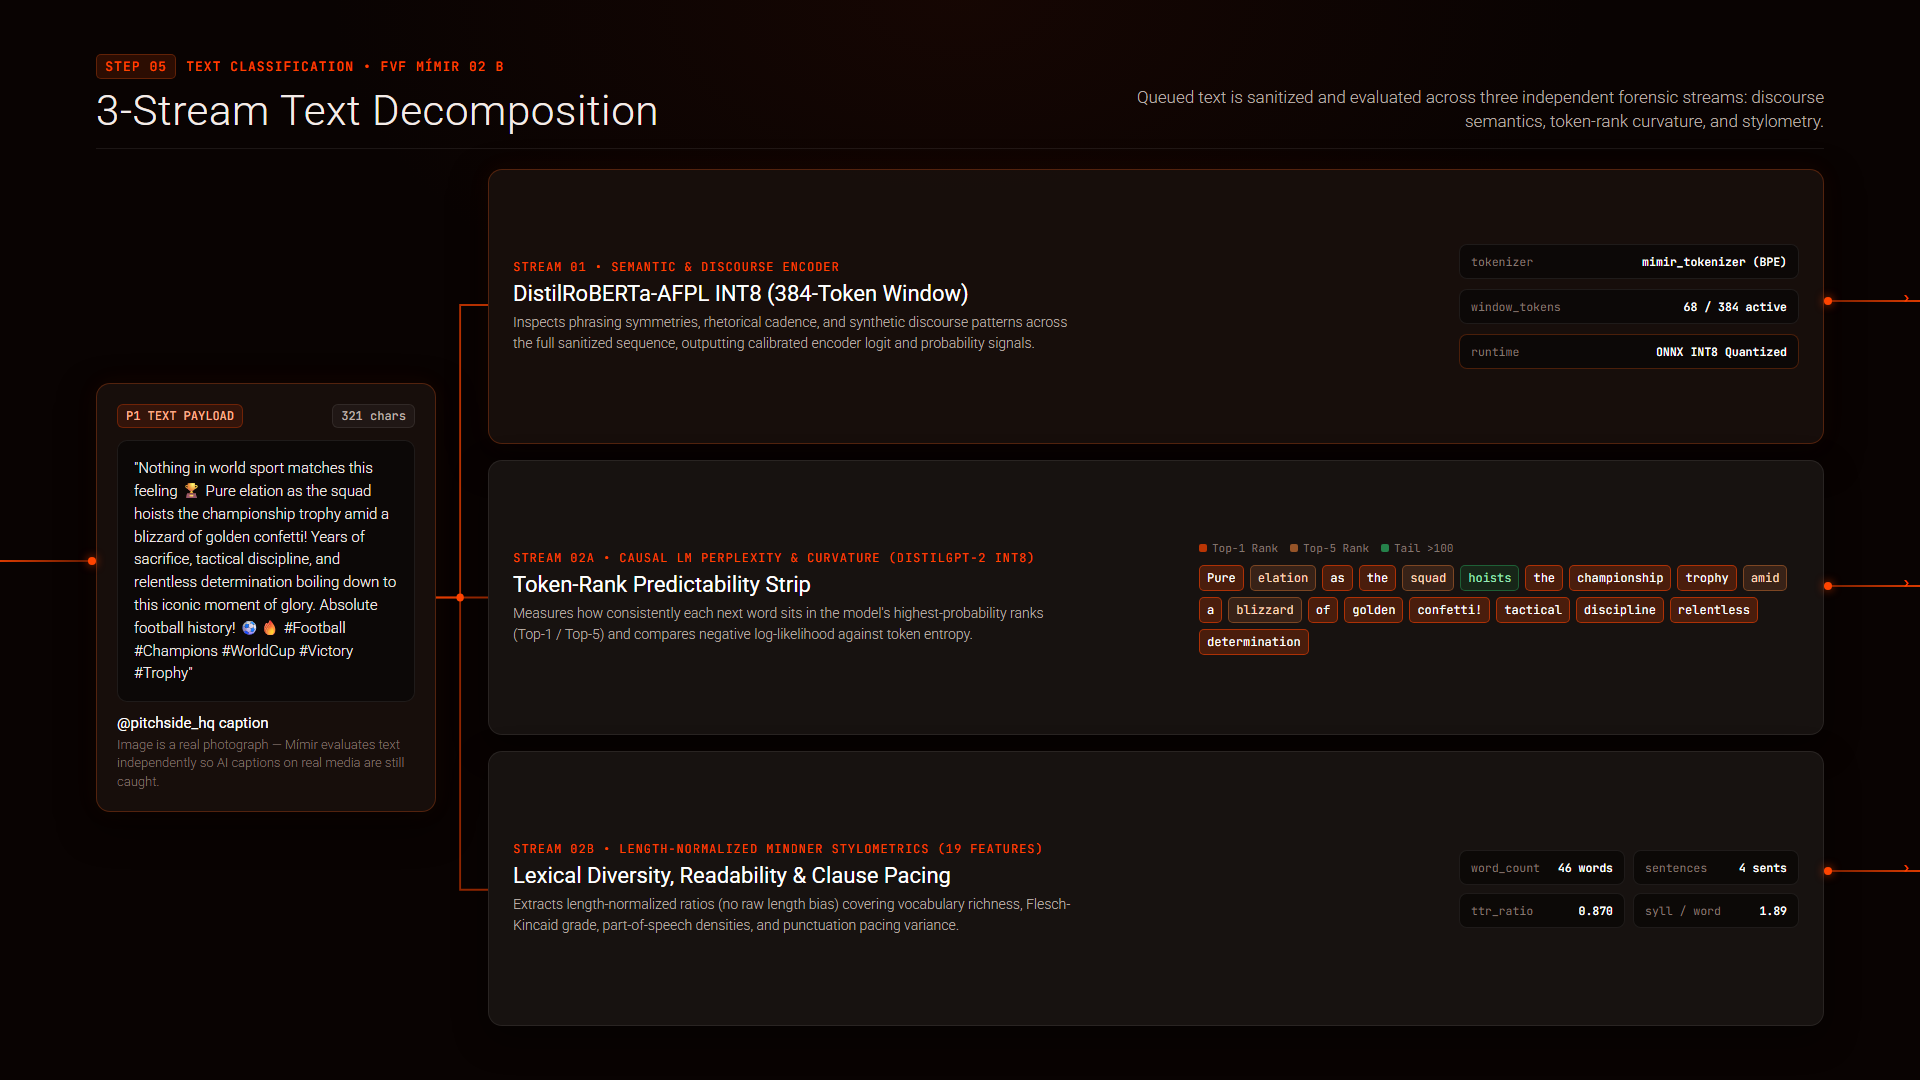 STEP 05 TEXT CLASSIFICATION • FVF MÍMIR 02 B
3-Stream Text Decomposition
Queued text is sanitized and evaluated across three independent forensic streams: discourse
semantics, token-rank curvature, and stylometry.
P1 TEXT PAYLOAD 321 chars
"Nothing in world sport matches this
feeling 🏆 Pure elation as the squad
hoists the championship trophy amid a
blizzard of golden confetti! Years of
sacrifice, tactical discipline, and
relentless determination boiling down to
this iconic moment of glory. Absolute
football history! 🌍 🔥 #Football
#Champions #WorldCup #Victory
#Trophy"
@pitchside_hq caption
Image is a real photograph — Mímir evaluates text
independently so AI captions on real media are still
caught.
STREAM 01 • SEMANTIC & DISCOURSE ENCODER
DistilRoBERTa-AFPL INT8 (384-Token Window)
Inspects phrasing symmetries, rhetorical cadence, and synthetic discourse patterns across
the full sanitized sequence, outputting calibrated encoder logit and probability signals.
tokenizer mimir_tokenizer (BPE)
window_tokens 68 / 384 active
runtime ONNX INT8 Quantized
STREAM 02A • CAUSAL LM PERPLEXITY & CURVATURE (DISTILGPT-2 INT8)
Token-Rank Predictability Strip
Measures how consistently each next word sits in the model's highest-probability ranks
(Top-1 / Top-5) and compares negative log-likelihood against token entropy.
Top-1 Rank Top-5 Rank Tail >100
Pure elation as the squad hoists the championship trophy amid
a blizzard of golden confetti! tactical discipline relentless
determination
STREAM 02B • LENGTH-NORMALIZED MINDNER STYLOMETRICS (19 FEATURES)
Lexical Diversity, Readability & Clause Pacing
Extracts length-normalized ratios (no raw length bias) covering vocabulary richness, Flesch-
Kincaid grade, part-of-speech densities, and punctuation pacing variance.
word_count 46 words sentences 4 sents
ttr_ratio 0.870 syll / word 1.89